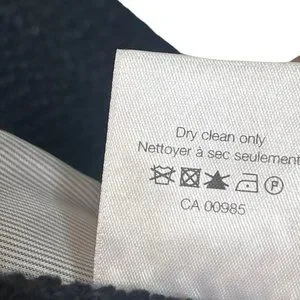 Dry clean only
Nettoyer à sec seulement
P
CA 00985